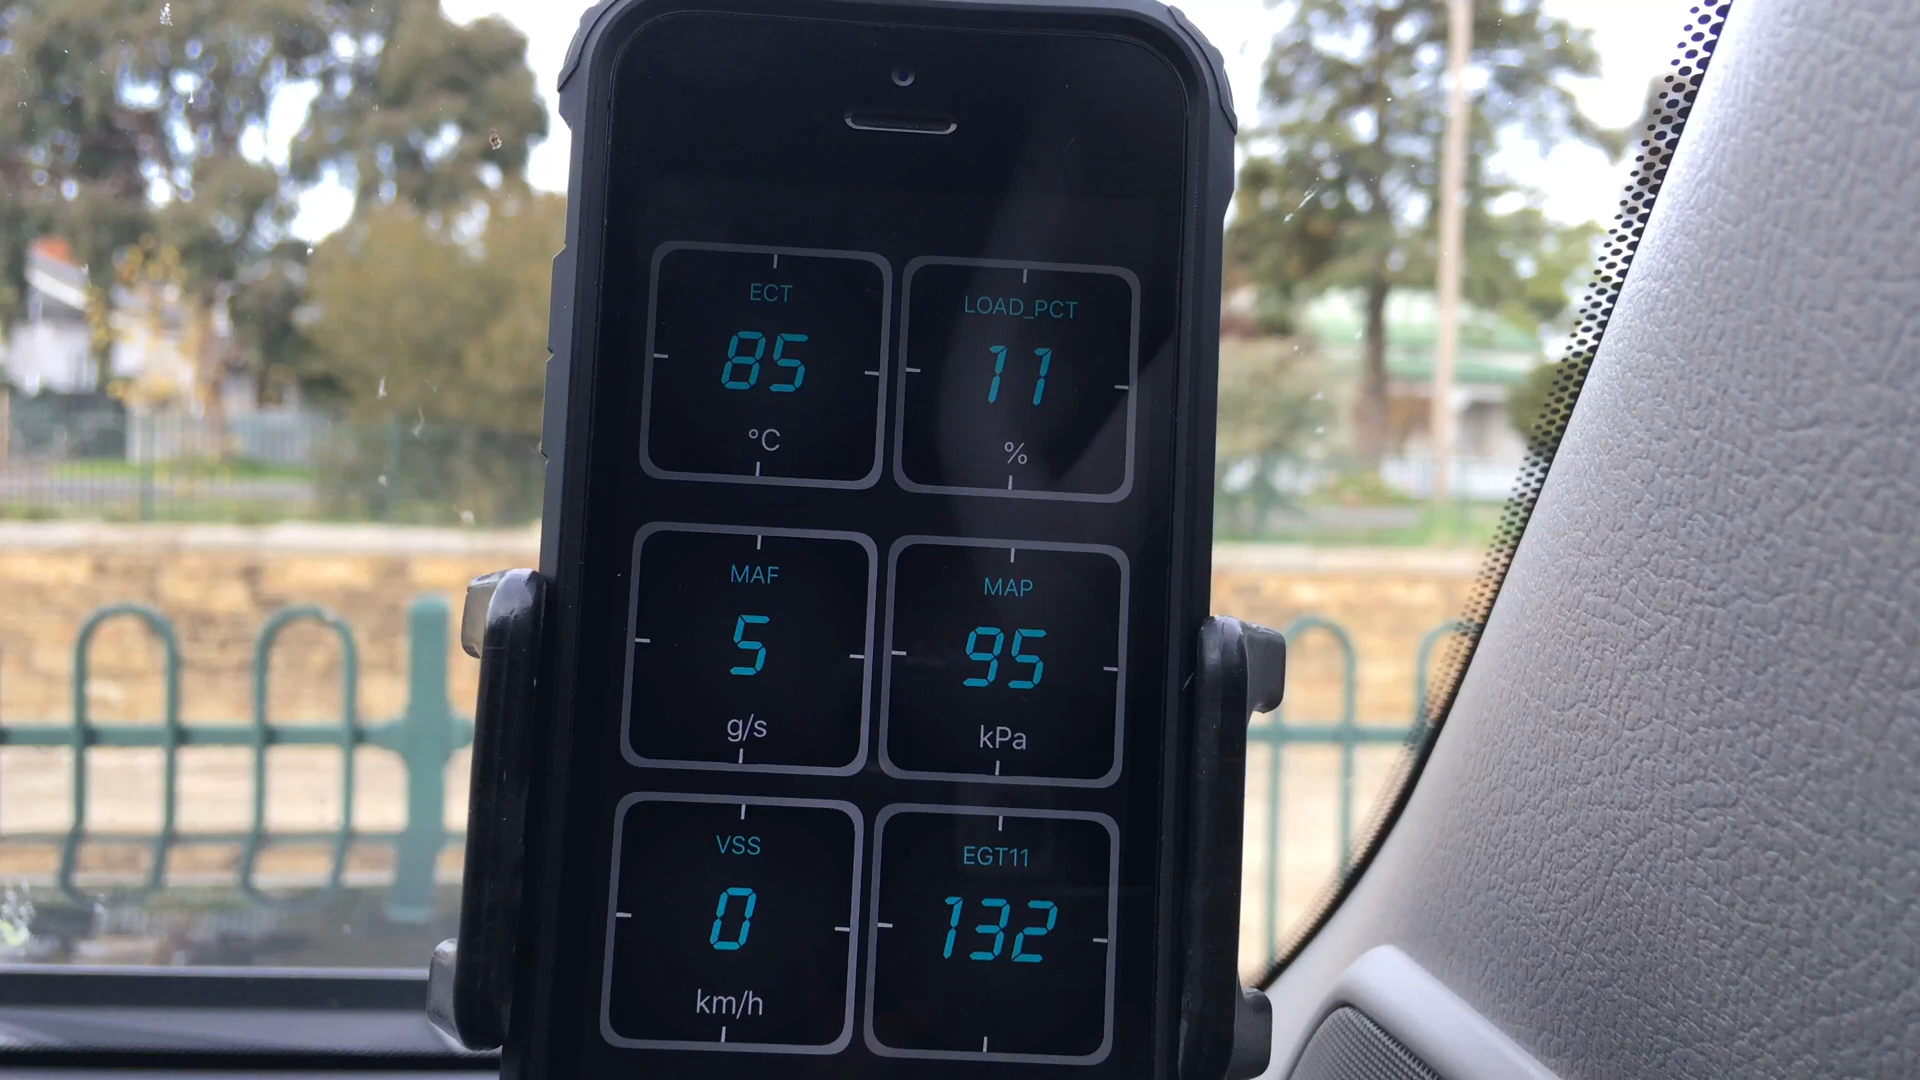 ECT
85
°C
LOAD_PCT
11
%
MAF
5
g/s
MAP
95
kPa
VSS
0
km/h
EGT11
132